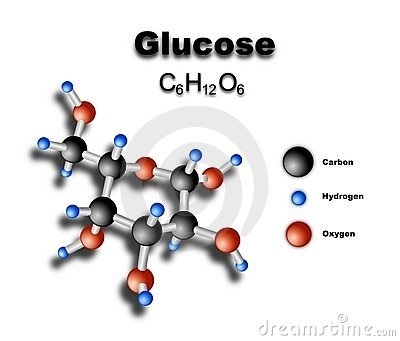 Glucose
C₆H₁₂O₆
Carbon
Hydrogen
Oxygen
dreamstime.com